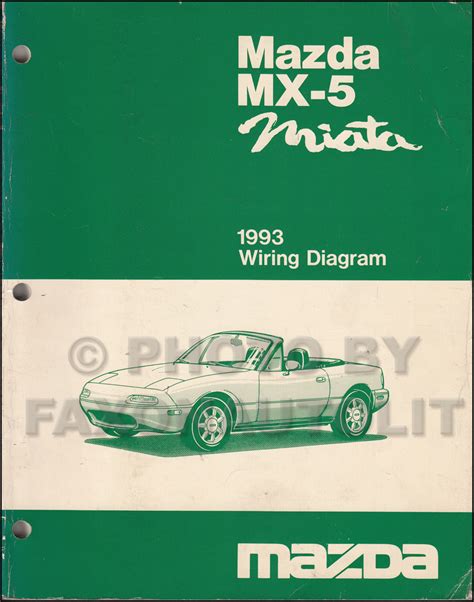 Mazda
MX-5
Miata
1993
Wiring Diagram
© PHOTO BY
mazda